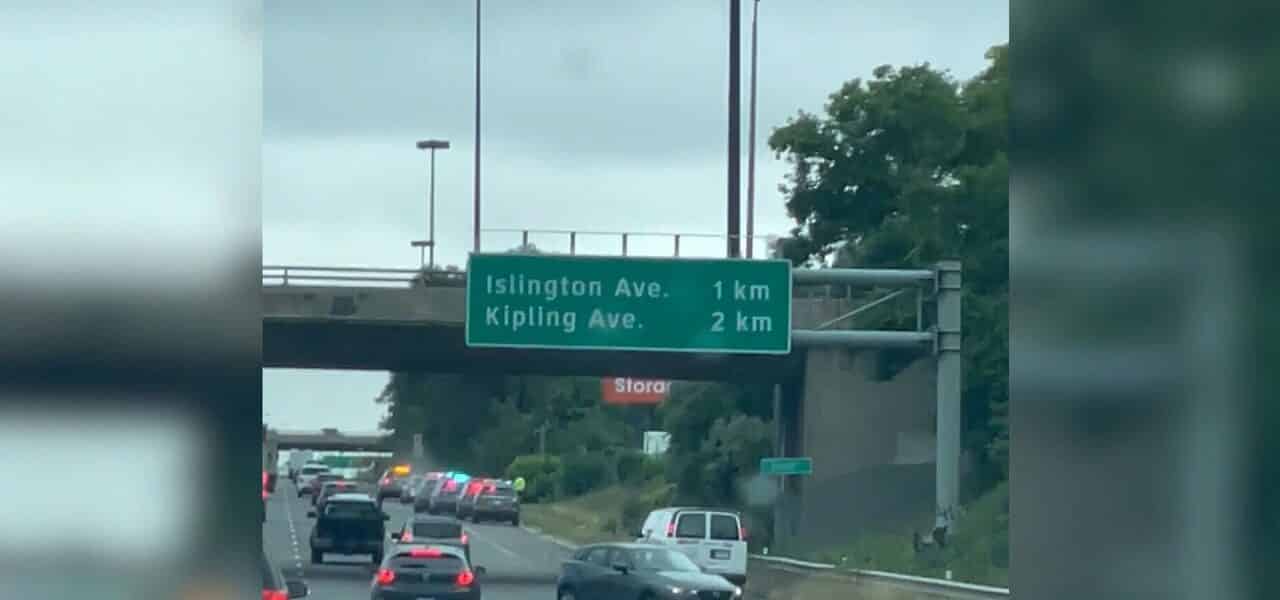 Islington Ave. 1 km
Kipling Ave. 2 km
Storag